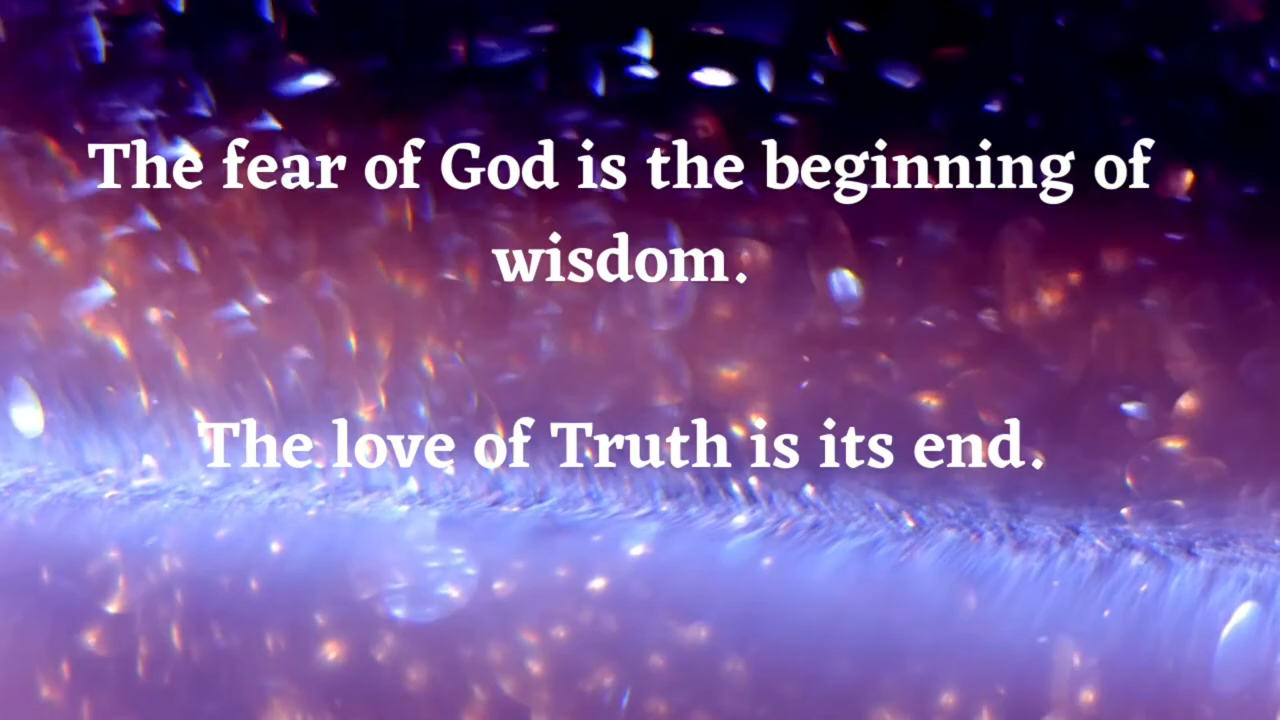 The fear of God is the beginning of
wisdom.
The love of Truth is its end.